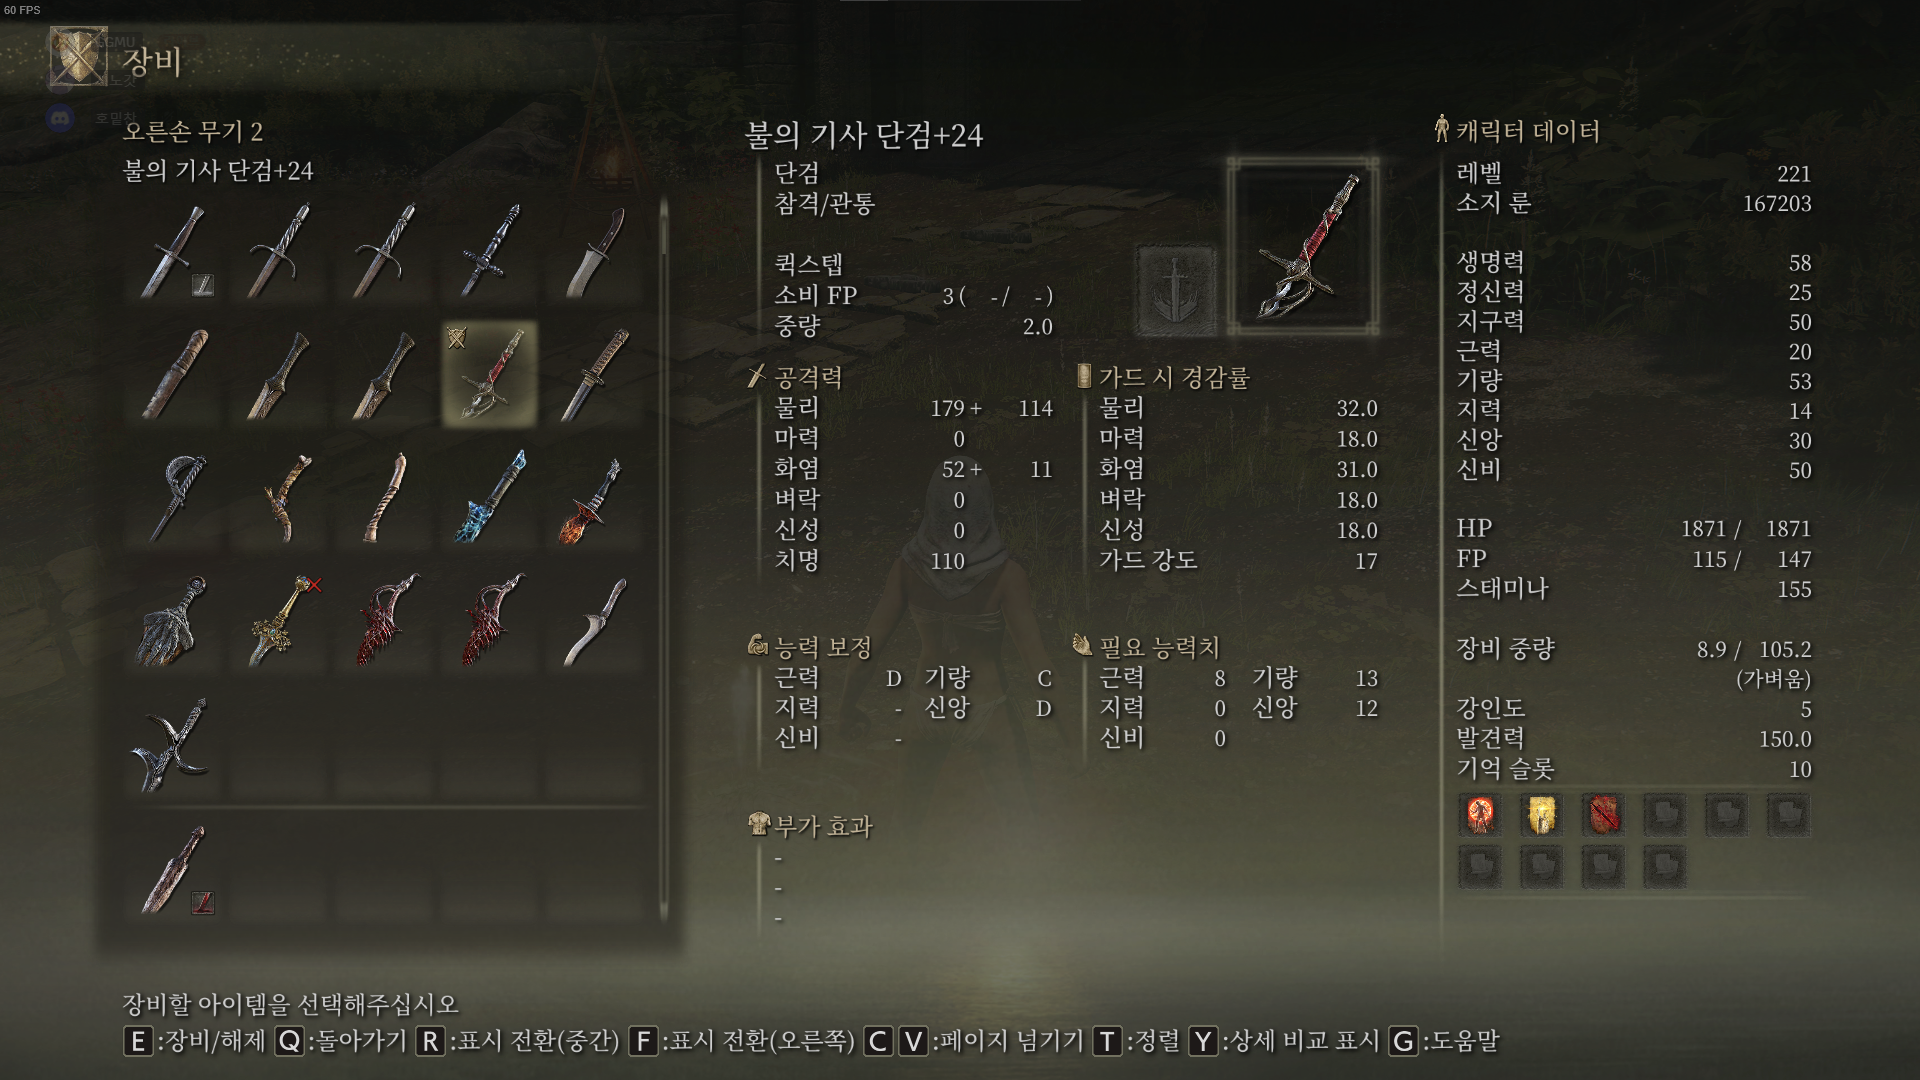 60 FPS
장비
호밀찬
오른손 무기 2
불의 기사 단검+24
불의 기사 단검+24
단검
참격/관통
퀵스텝
소비 FP 3 ( - / - )
중량 2.0
공격력
물리 179 + 114
마력 0
화염 52 + 11
벼락 0
신성 0
치명 110
가드 시 경감률
물리 32.0
마력 18.0
화염 31.0
벼락 18.0
신성 18.0
가드 강도 17
능력 보정
근력 D 기량 C
지력 - 신앙 D
신비 -
필요 능력치
근력 8 기량 13
지력 0 신앙 12
신비 0
부가 효과
-
-
-
캐릭터 데이터
레벨 221
소지 룬 167203
생명력 58
정신력 25
지구력 50
근력 20
기량 53
지력 14
신앙 30
신비 50
HP 1871 / 1871
FP 115 / 147
스태미나 155
장비 중량 8.9 / 105.2
(가벼움)
강인도 5
발견력 150.0
기억 슬롯 10
장비할 아이템을 선택해주십시오
E:장비/해제 Q:돌아가기 R:표시 전환(중간) F:표시 전환(오른쪽) C V:페이지 넘기기 T:정렬 Y:상세 비교 표시 G:도움말